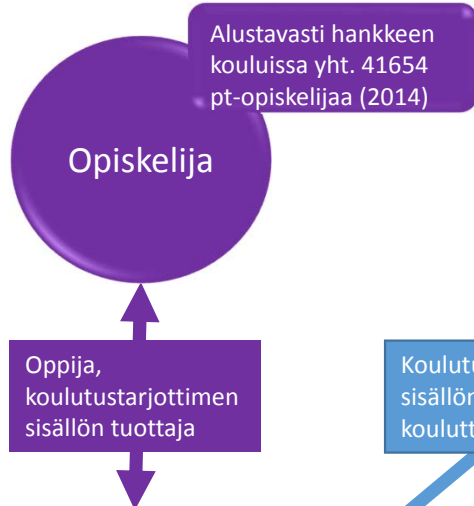 Alustavasti hankkeen
kouluissa yht. 41654
pt-opiskelijaa (2014)
Opiskelija
Oppija,
koulutustarjottimen
sisällön tuottaja